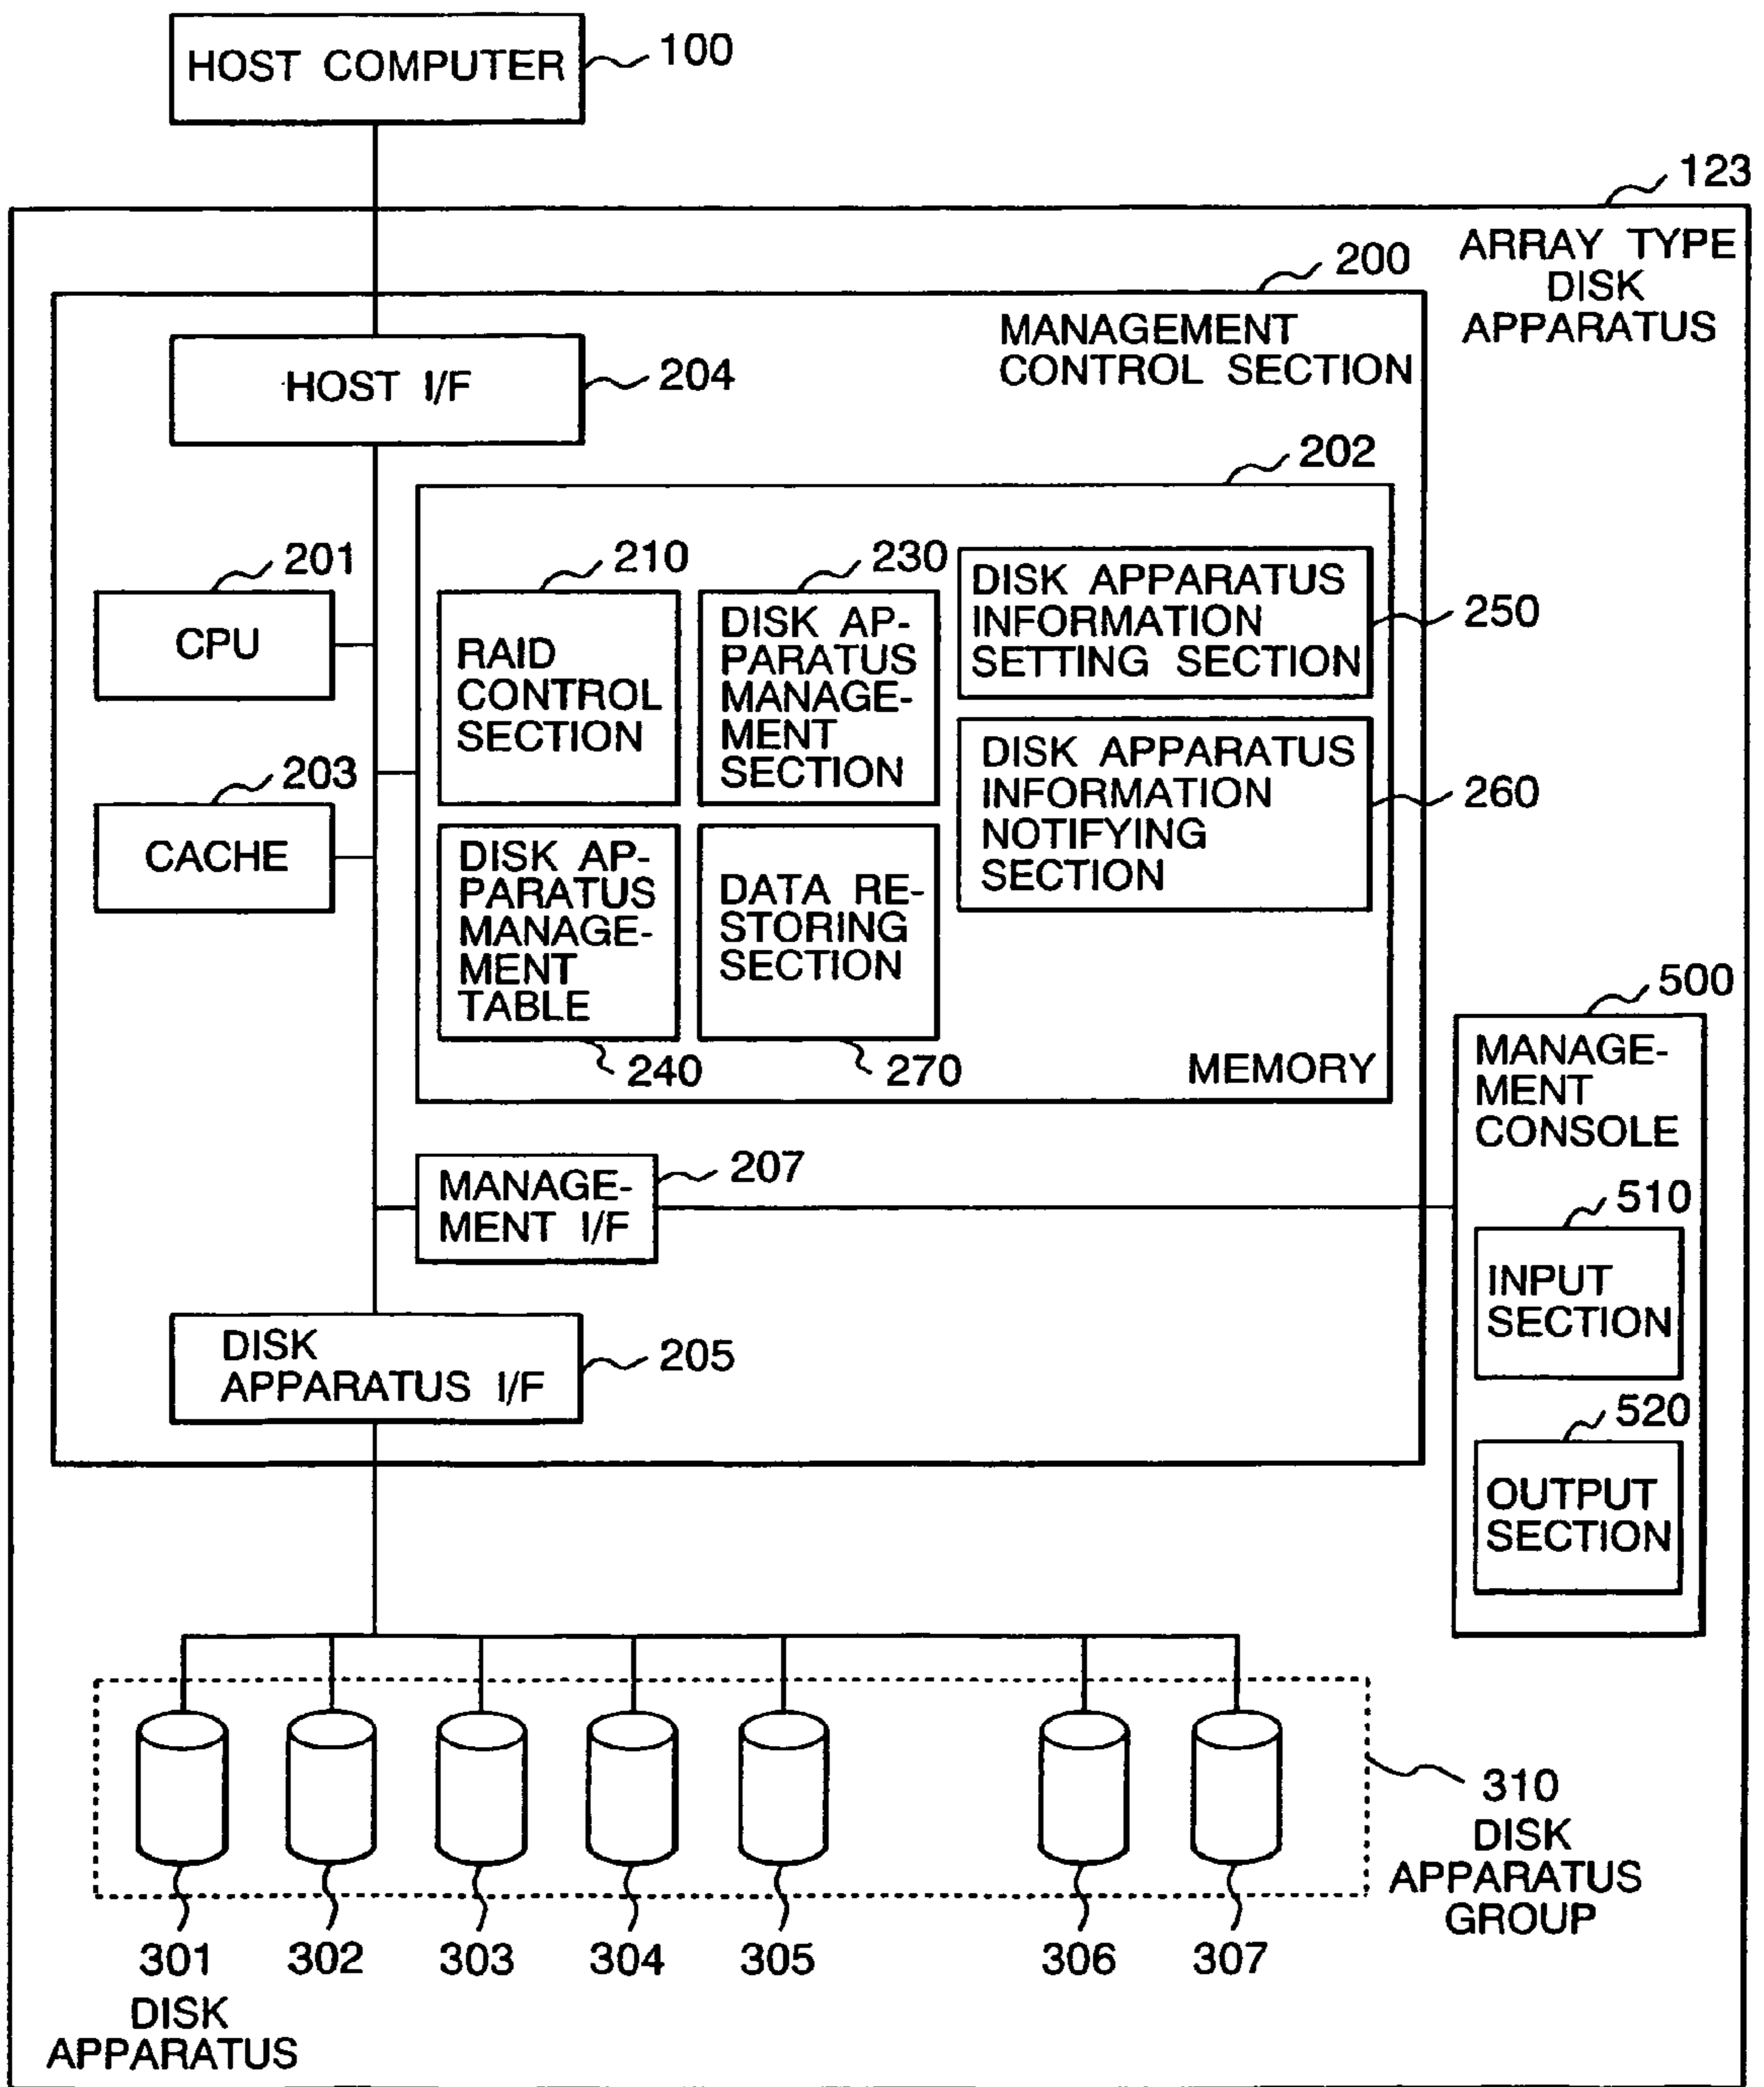 HOST COMPUTER
100
123
ARRAY TYPE
DISK
APPARATUS
200
MANAGEMENT
CONTROL SECTION
HOST I/F
204
202
201
CPU
203
CACHE
210
RAID
CONTROL
SECTION
230
DISK AP-
PARATUS
MANAGE-
MENT
SECTION
DISK APPARATUS
INFORMATION
SETTING SECTION
250
DISK APPARATUS
INFORMATION
NOTIFYING
SECTION
260
DISK AP-
PARATUS
MANAGE-
MENT
TABLE
240
DATA RE-
STORING
SECTION
270
MEMORY
500
MANAGE-
MENT
CONSOLE
510
INPUT
SECTION
520
OUTPUT
SECTION
MANAGE-
MENT I/F
207
DISK
APPARATUS I/F
205
310
DISK
APPARATUS
GROUP
301
302
303
304
305
306
307
DISK
APPARATUS